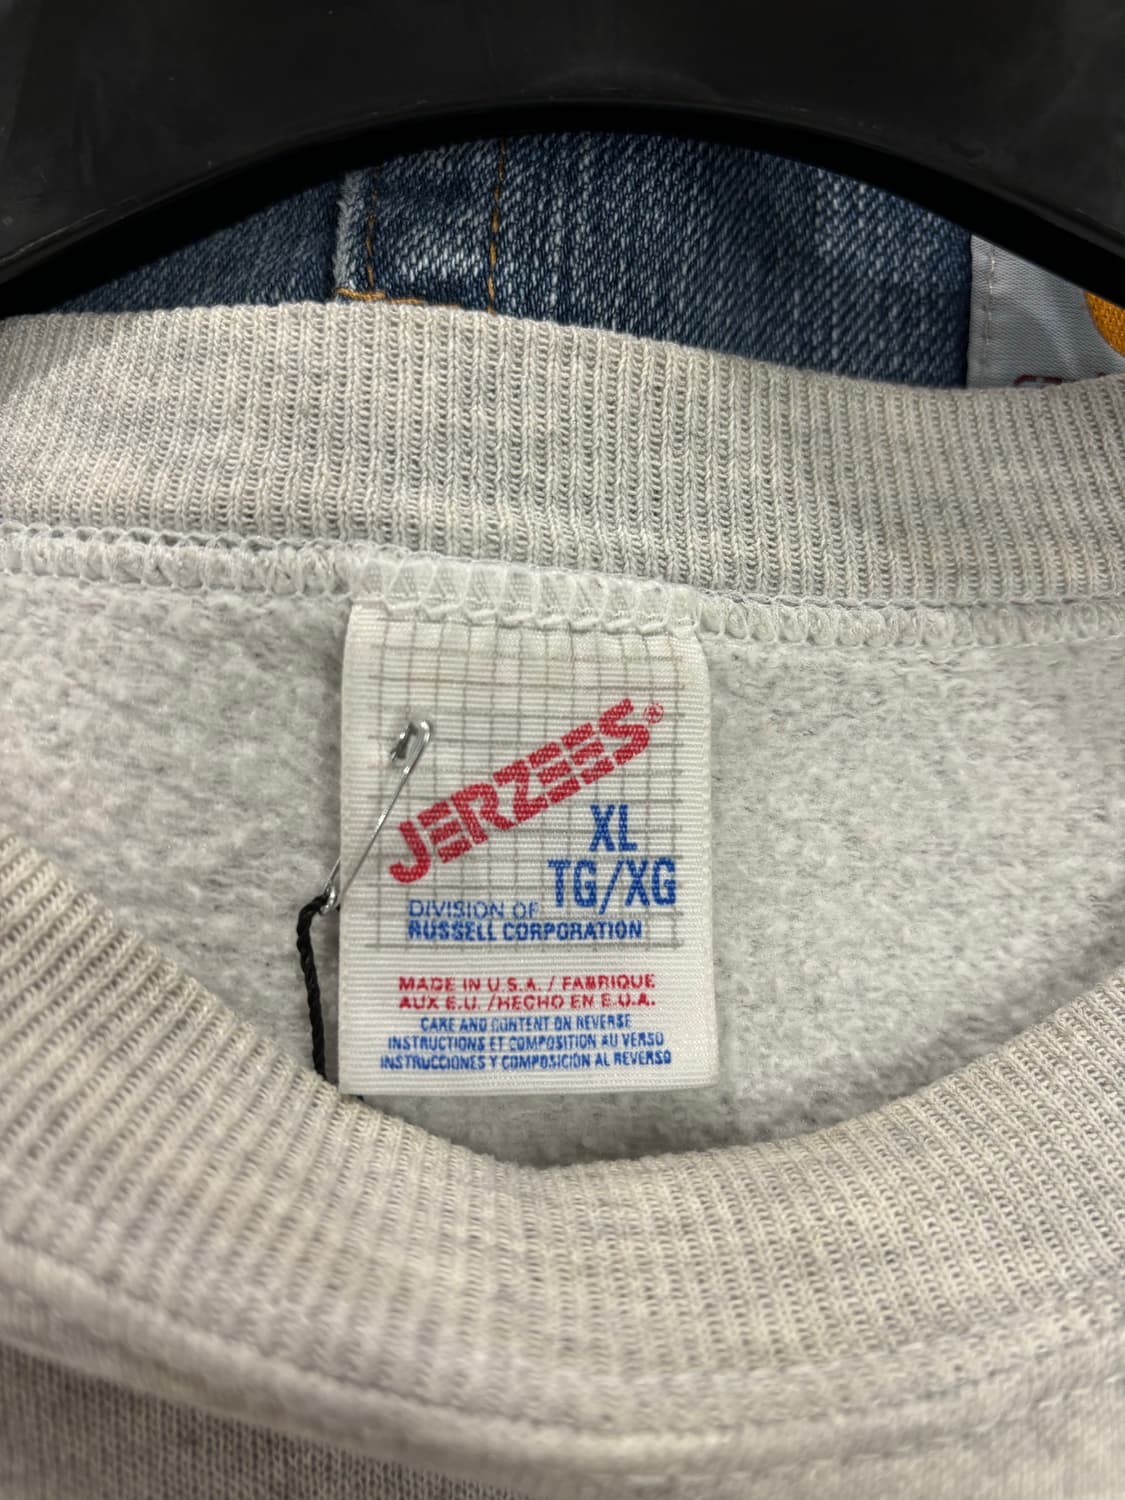 JERZEES®
XL
TG/XG
DIVISION OF
RUSSELL CORPORATION
MADE IN U.S.A. / FABRIQUE
AUX E.U. /HECHO EN E.U.A.
CARE AND CONTENT ON REVERSE
INSTRUCTIONS ET COMPOSITION AU VERSO
INSTRUCCIONES Y COMPOSICION AL REVERSO